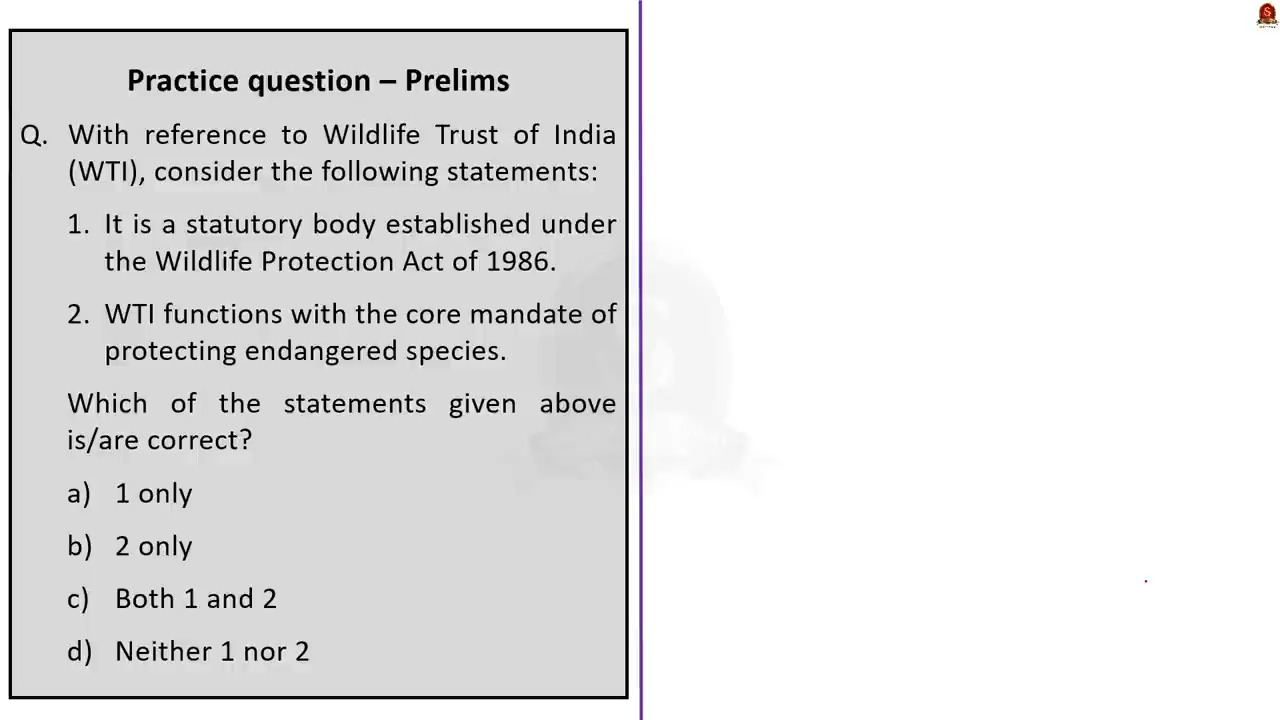 Practice question – Prelims
Q. With reference to Wildlife Trust of India
(WTI), consider the following statements:
1. It is a statutory body established under
the Wildlife Protection Act of 1986.
2. WTI functions with the core mandate of
protecting endangered species.
Which of the statements given above
is/are correct?
a) 1 only
b) 2 only
c) Both 1 and 2
d) Neither 1 nor 2